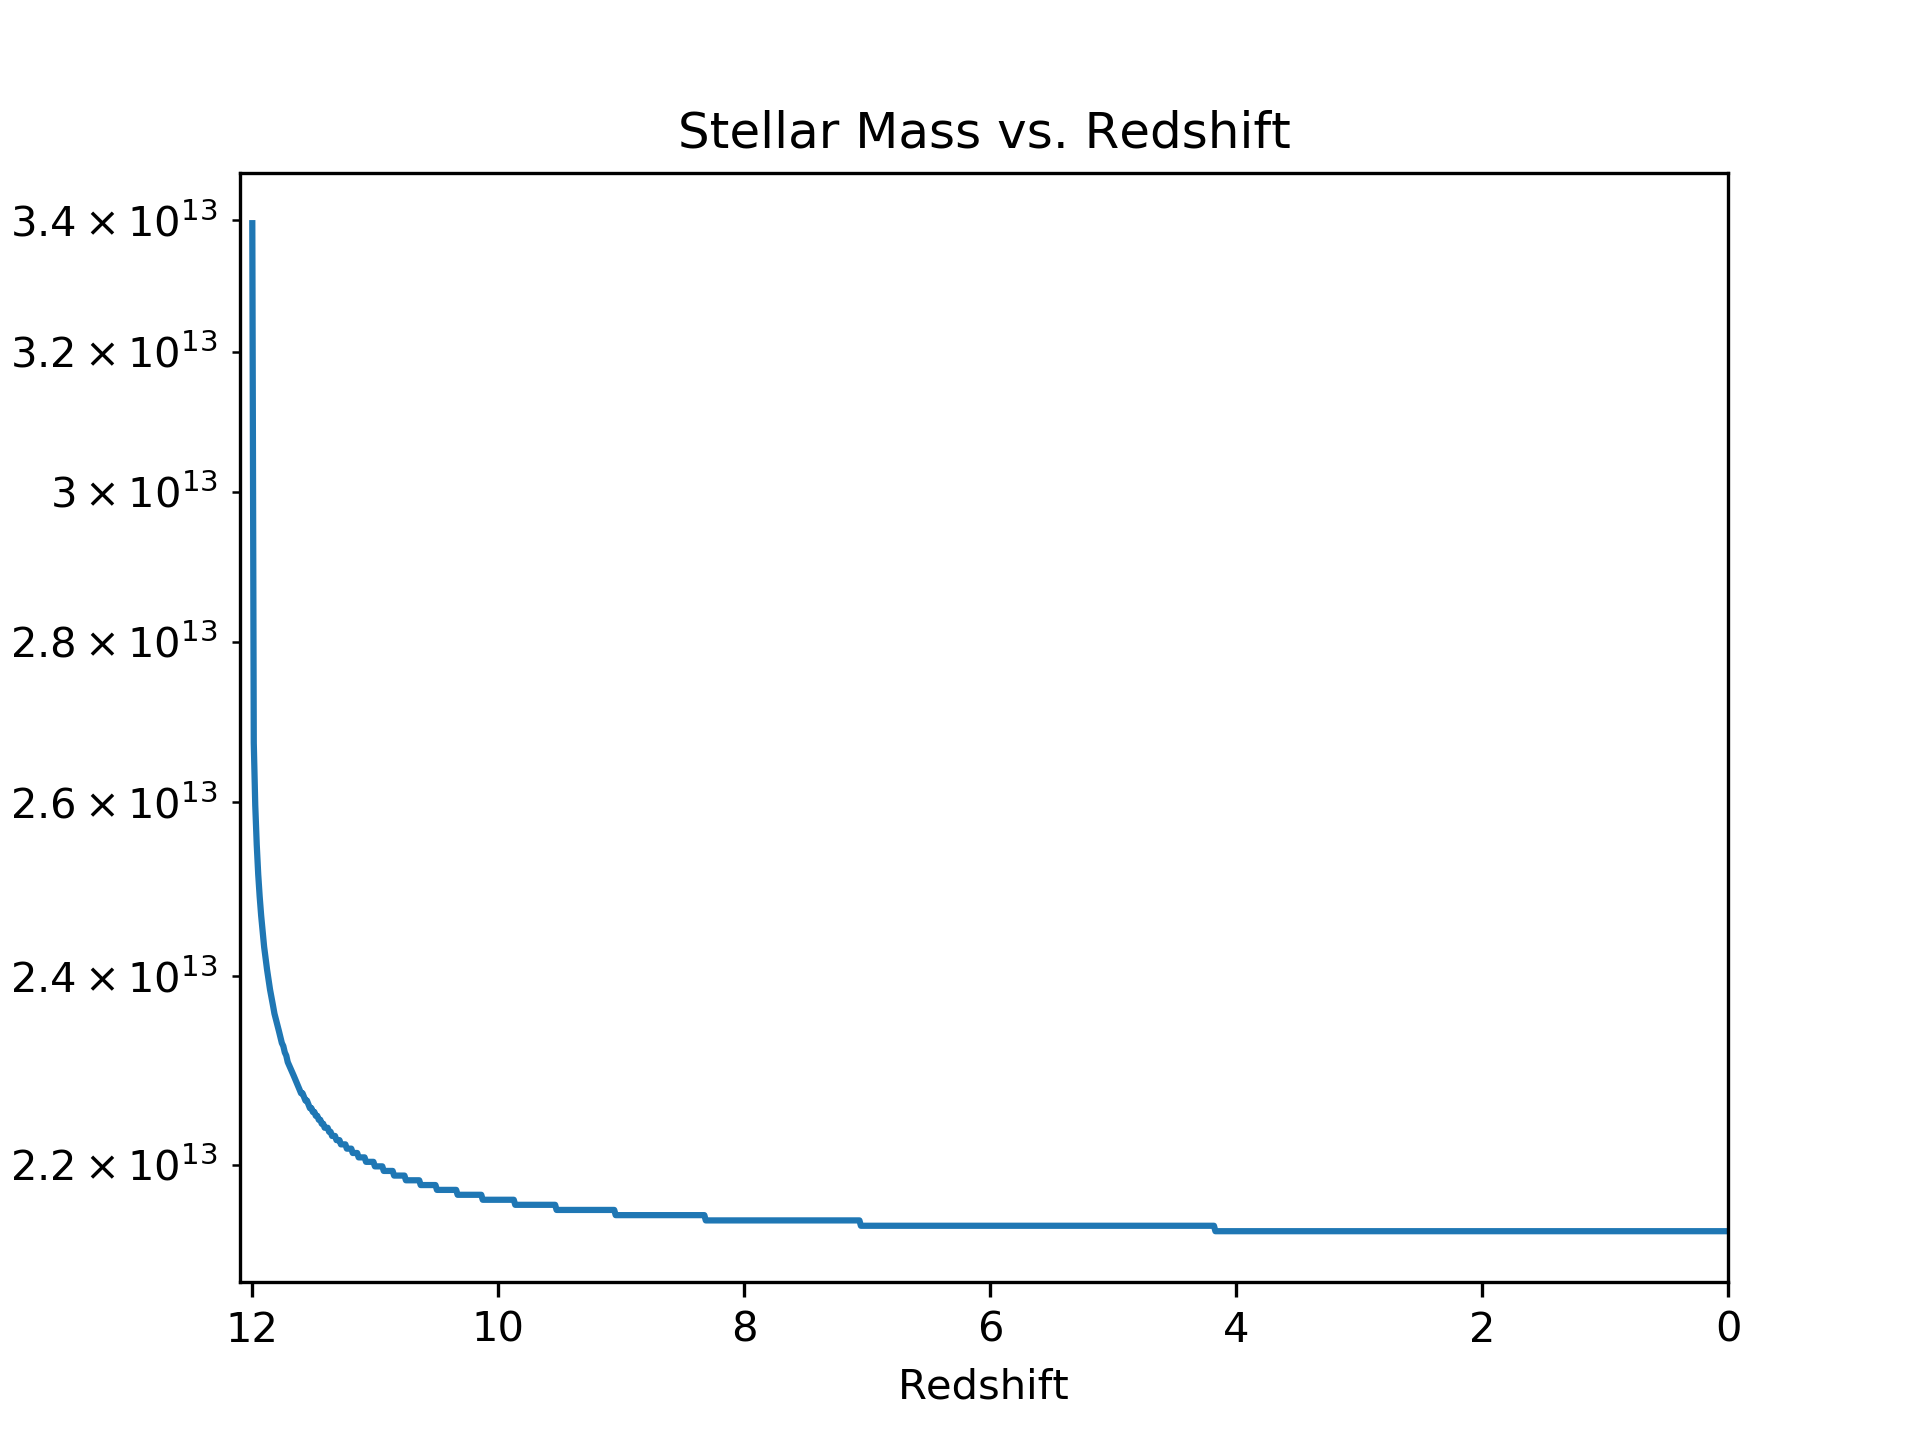 Stellar Mass vs. Redshift
3.4 × 10¹³
3.2 × 10¹³
3 × 10¹³
2.8 × 10¹³
2.6 × 10¹³
2.4 × 10¹³
2.2 × 10¹³
12 10 8 6 4 2 0
Redshift